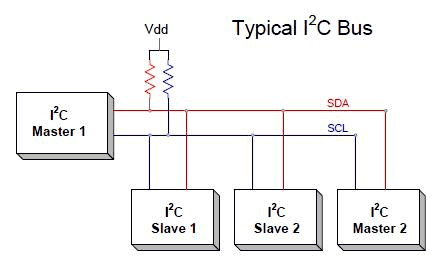 Vdd
Typical I²C Bus
I²C
Master 1
SDA
SCL
I²C
Slave 1
I²C
Slave 2
I²C
Master 2